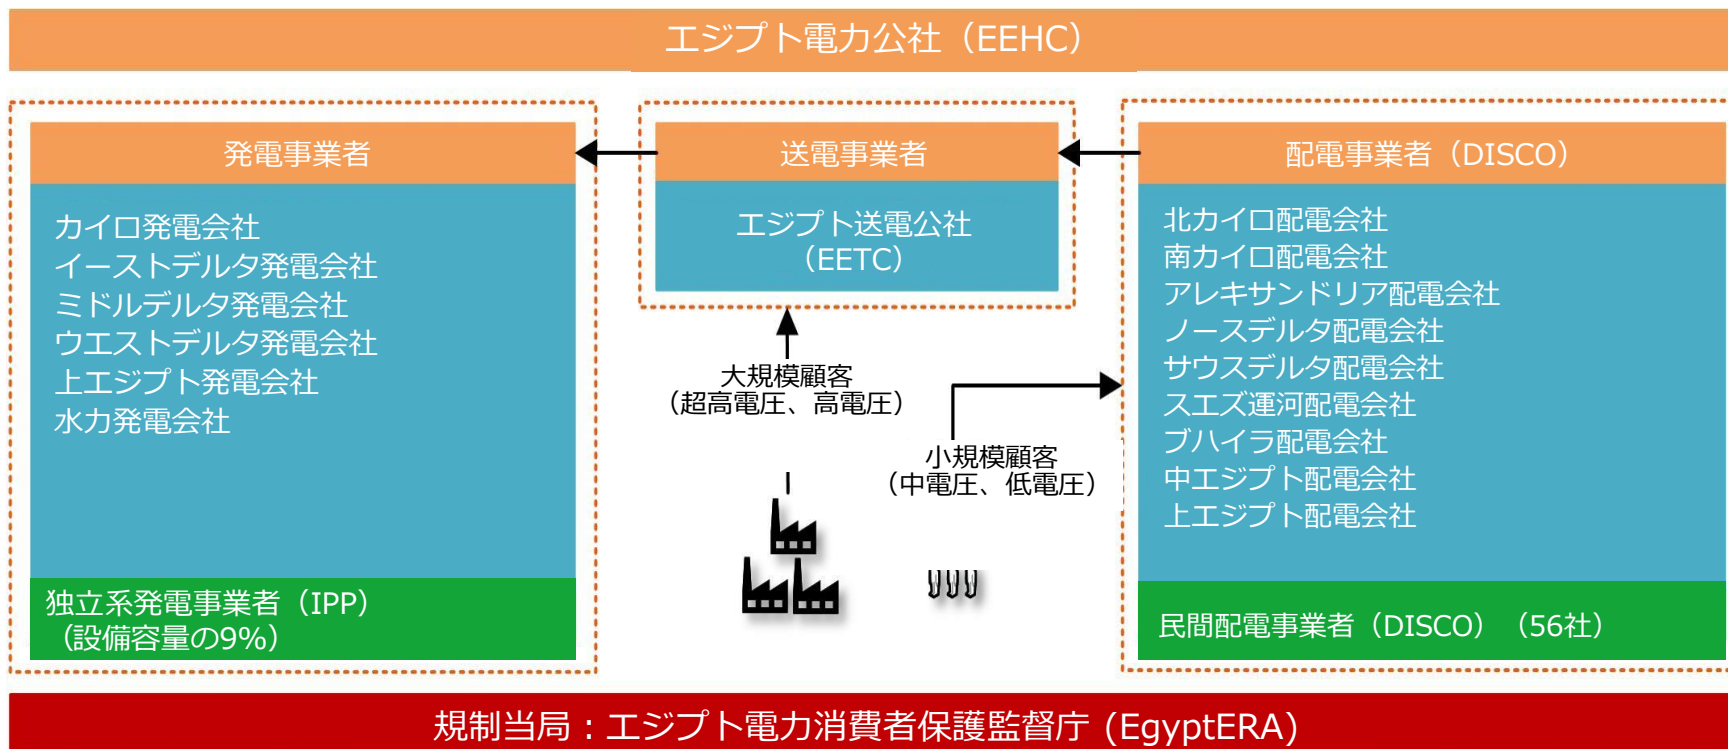 エジプト電力公社（EEHC）
発電事業者
カイロ発電会社
イーストデルタ発電会社
ミドルデルタ発電会社
ウエストデルタ発電会社
上エジプト発電会社
水力発電会社
独立系発電事業者（IPP）
（設備容量の9%）
送電事業者
エジプト送電公社
（EETC）
大規模顧客
（超高電圧、高電圧）
小規模顧客
（中電圧、低電圧）
配電事業者（DISCO）
北カイロ配電会社
南カイロ配電会社
アレキサンドリア配電会社
ノースデルタ配電会社
サウスデルタ配電会社
スエズ運河配電会社
ブハイラ配電会社
中エジプト配電会社
上エジプト配電会社
民間配電事業者（DISCO）（56社）
規制当局：エジプト電力消費者保護監督庁 (EgyptERA)